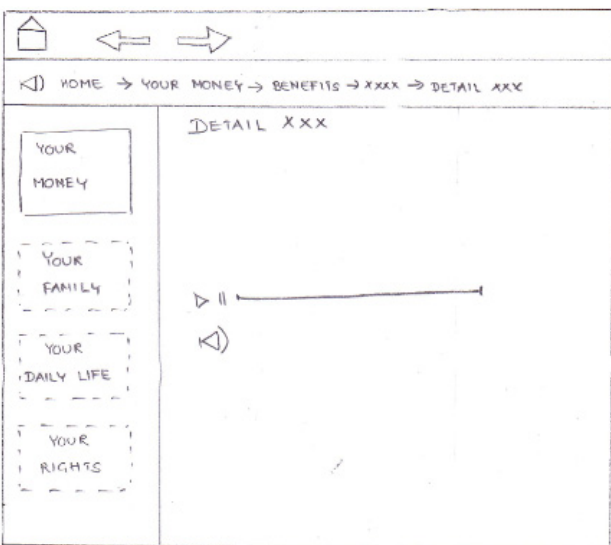 HOME → YOUR MONEY → BENEFITS → XXXX → DETAIL XXX
DETAIL XXX
YOUR
MONEY
YOUR
FAMILY
YOUR
DAILY LIFE
YOUR
RIGHTS